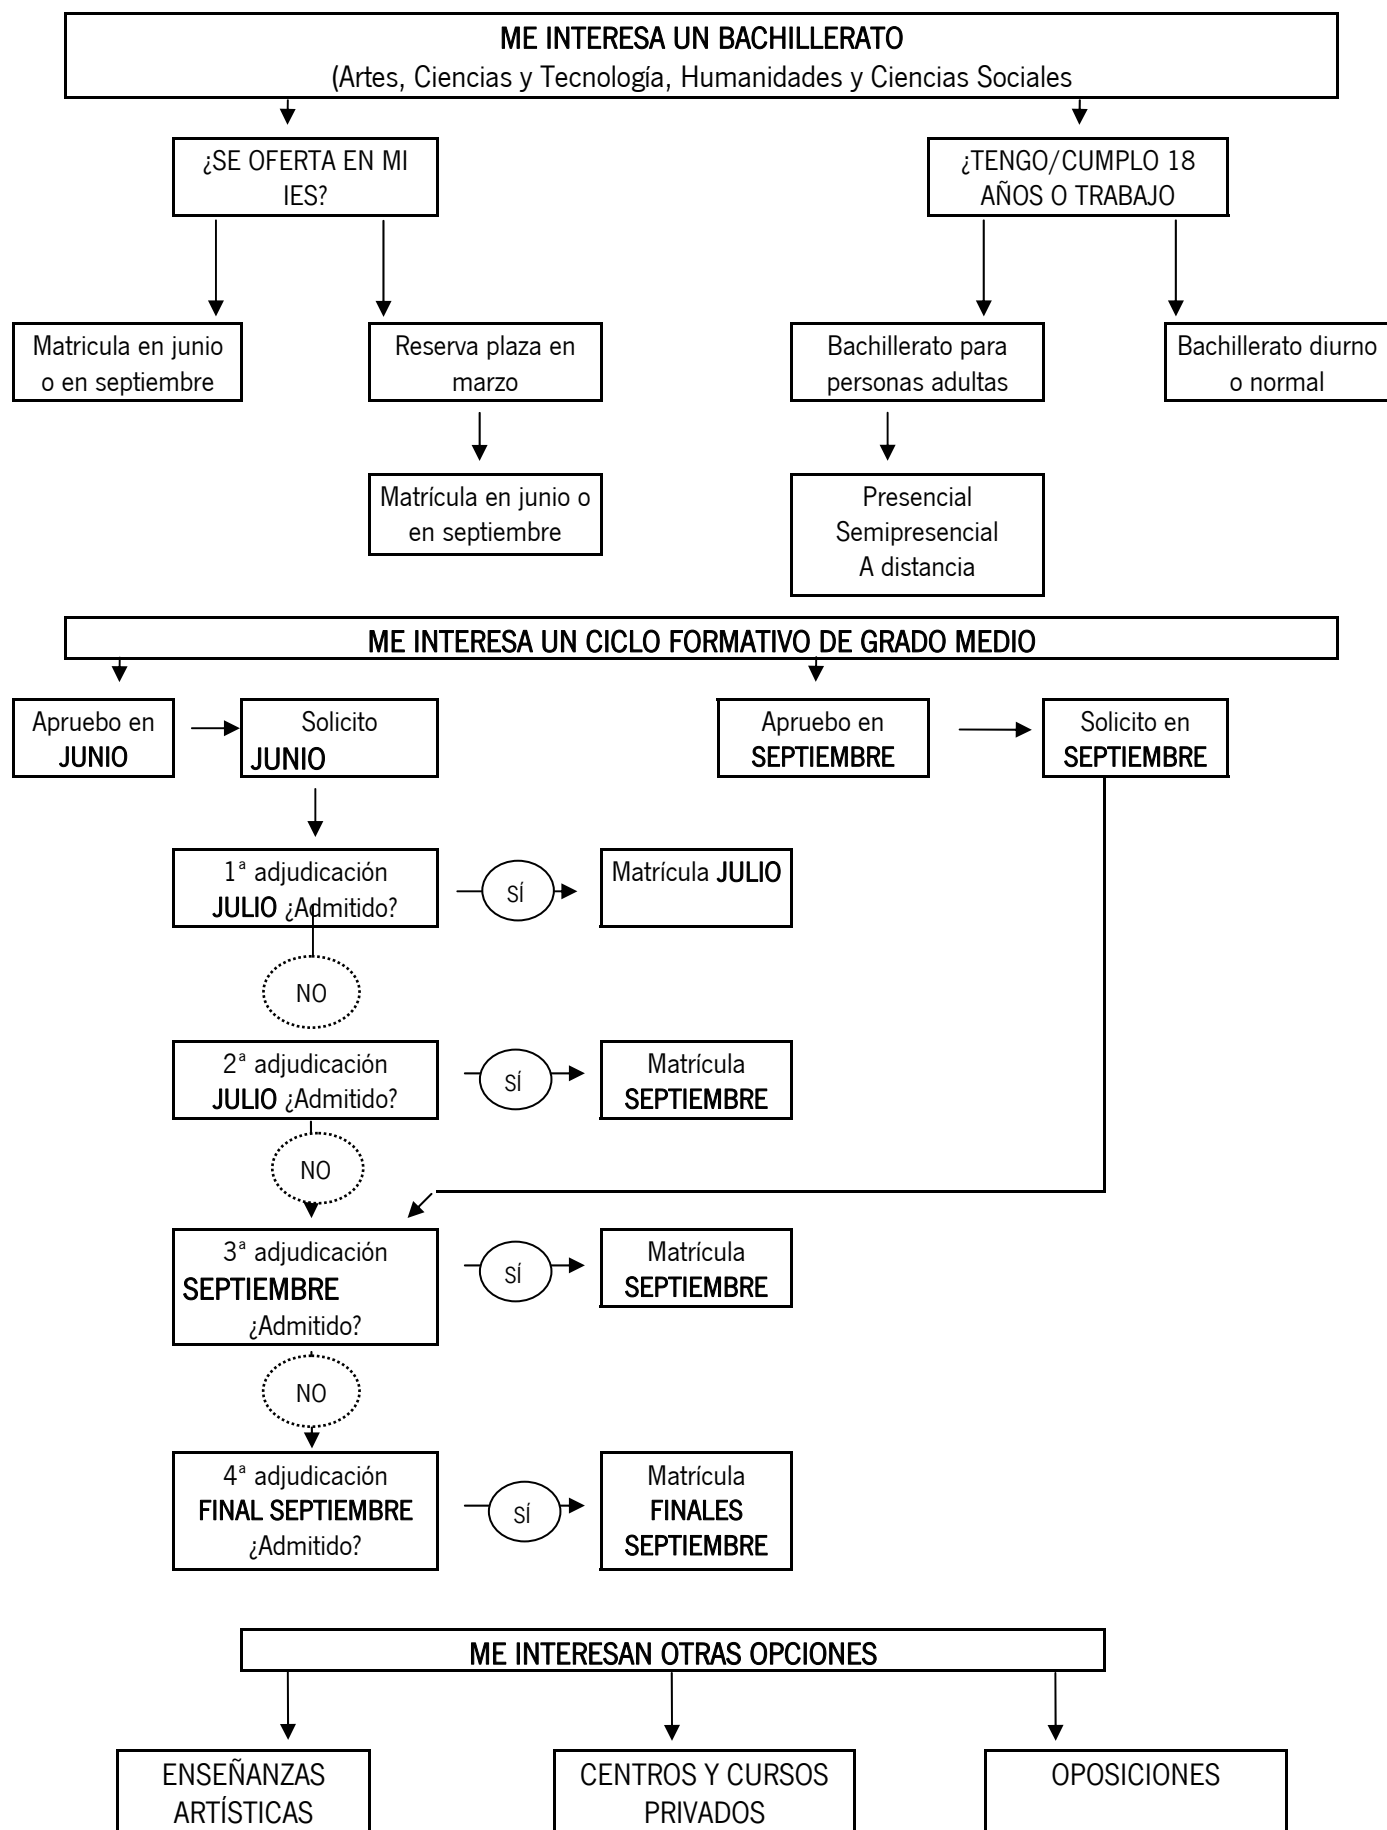 ME INTERESA UN BACHILLERATO
(Artes, Ciencias y Tecnología, Humanidades y Ciencias Sociales
¿SE OFERTA EN MI
IES?
¿TENGO/CUMPLO 18
AÑOS O TRABAJO
Matricula en junio
o en septiembre
Reserva plaza en
marzo
Bachillerato para
personas adultas
Bachillerato diurno
o normal
Matrícula en junio o
en septiembre
Presencial
Semipresencial
A distancia
ME INTERESA UN CICLO FORMATIVO DE GRADO MEDIO
Apruebo en
JUNIO
Solicito
JUNIO
Apruebo en
SEPTIEMBRE
Solicito en
SEPTIEMBRE
1ª adjudicación
JULIO ¿Admitido?
SÍ
Matrícula JULIO
NO
2ª adjudicación
JULIO ¿Admitido?
SÍ
Matrícula
SEPTIEMBRE
NO
3ª adjudicación
SEPTIEMBRE
¿Admitido?
SÍ
Matrícula
SEPTIEMBRE
NO
4ª adjudicación
FINAL SEPTIEMBRE
¿Admitido?
SÍ
Matrícula
FINALES
SEPTIEMBRE
ME INTERESAN OTRAS OPCIONES
ENSEÑANZAS
ARTÍSTICAS
CENTROS Y CURSOS
PRIVADOS
OPOSICIONES